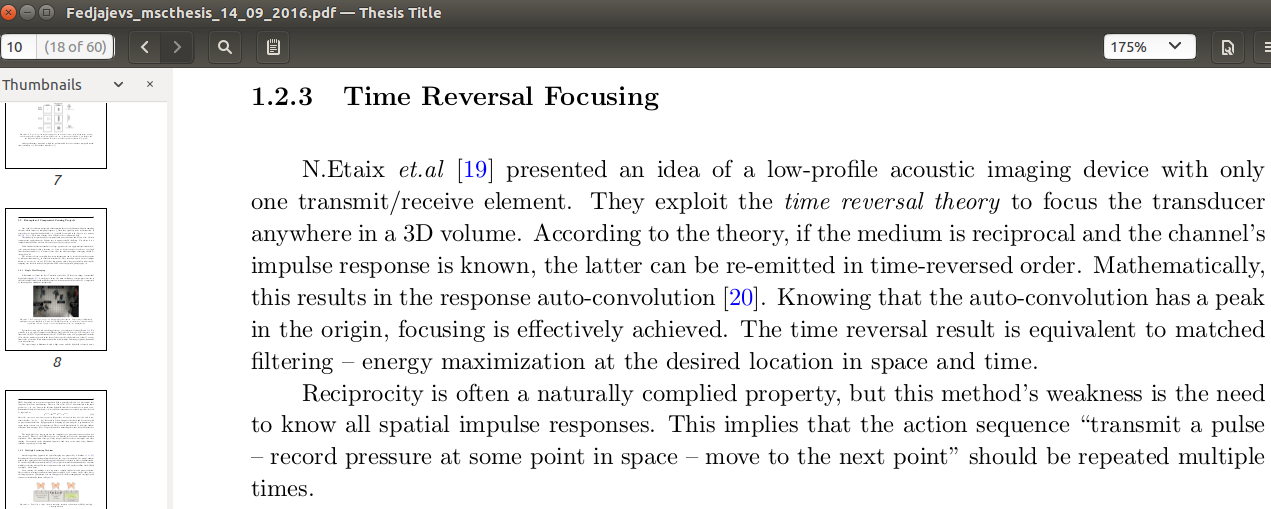 Fedjajevs_mscthesis_14_09_2016.pdf — Thesis Title
10 (18 of 60) 175%
Thumbnails
7
8
1.2.3 Time Reversal Focusing
N.Etaix et.al [19] presented an idea of a low-profile acoustic imaging device with only
one transmit/receive element. They exploit the time reversal theory to focus the transducer
anywhere in a 3D volume. According to the theory, if the medium is reciprocal and the channel's
impulse response is known, the latter can be re-emitted in time-reversed order. Mathematically,
this results in the response auto-convolution [20]. Knowing that the auto-convolution has a peak
in the origin, focusing is effectively achieved. The time reversal result is equivalent to matched
filtering – energy maximization at the desired location in space and time.
Reciprocity is often a naturally complied property, but this method's weakness is the need
to know all spatial impulse responses. This implies that the action sequence “transmit a pulse
– record pressure at some point in space – move to the next point” should be repeated multiple
times.